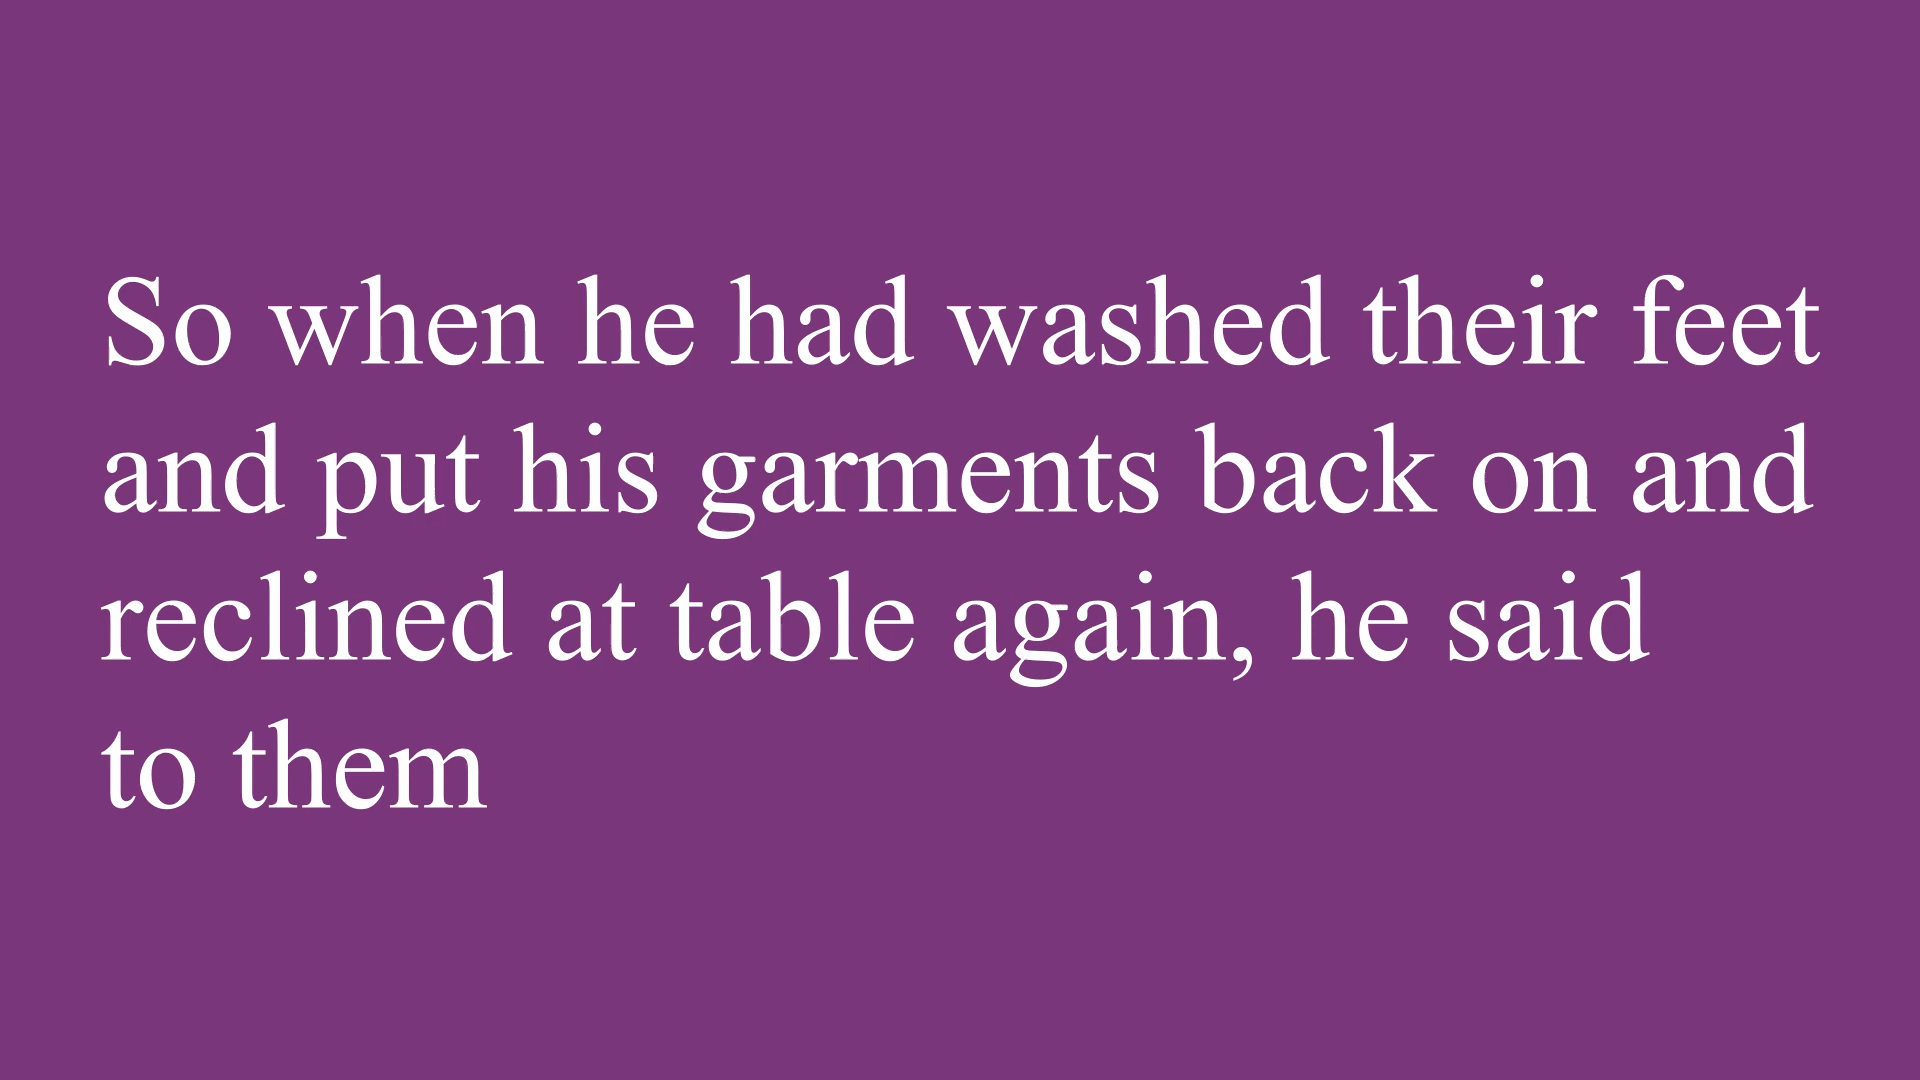 So when he had washed their feet
and put his garments back on and
reclined at table again, he said
to them